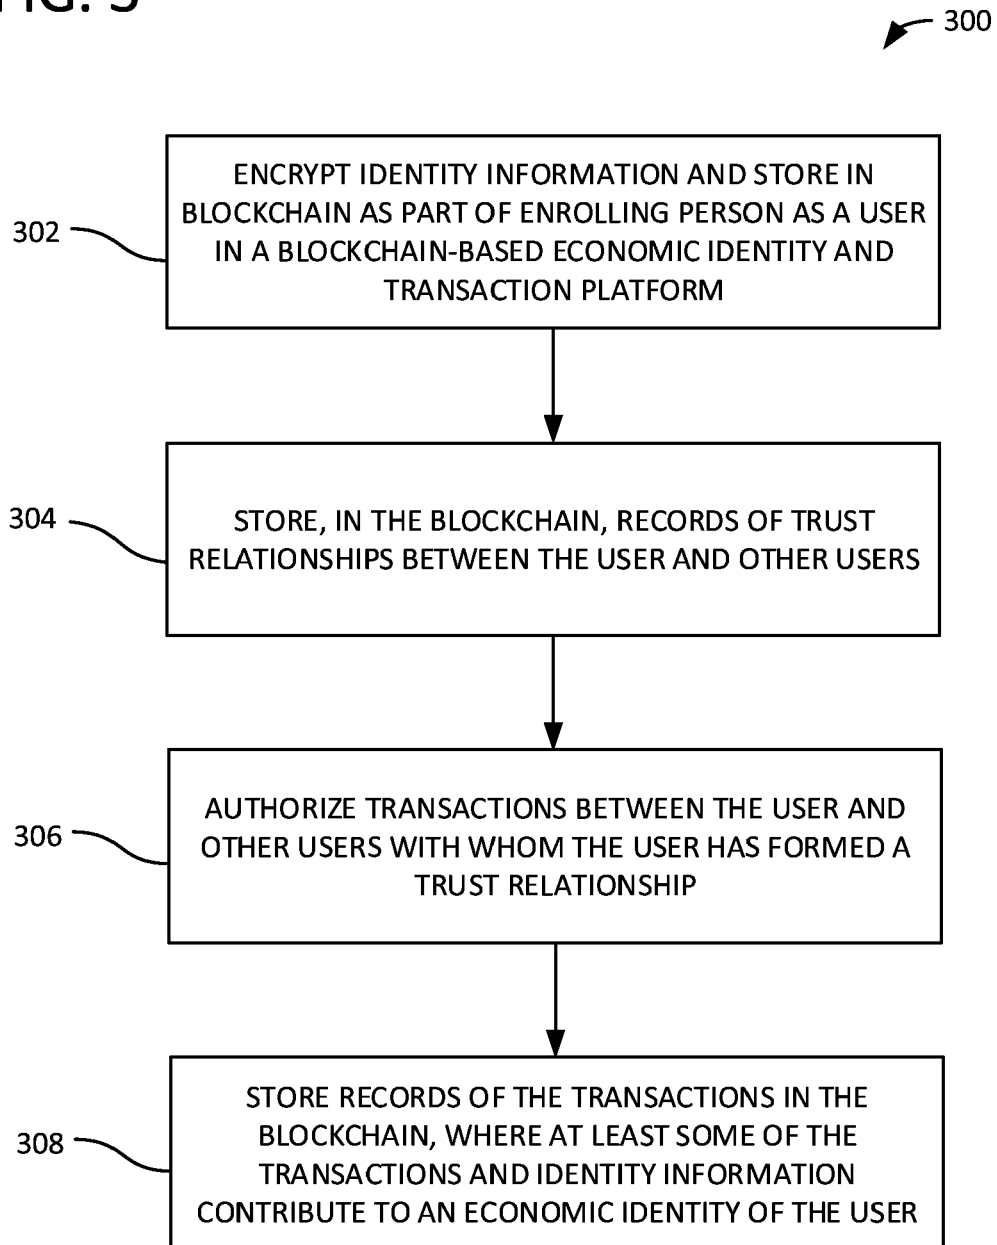 FIG. 3
300
302
ENCRYPT IDENTITY INFORMATION AND STORE IN
BLOCKCHAIN AS PART OF ENROLLING PERSON AS A USER
IN A BLOCKCHAIN-BASED ECONOMIC IDENTITY AND
TRANSACTION PLATFORM
304
STORE, IN THE BLOCKCHAIN, RECORDS OF TRUST
RELATIONSHIPS BETWEEN THE USER AND OTHER USERS
306
AUTHORIZE TRANSACTIONS BETWEEN THE USER AND
OTHER USERS WITH WHOM THE USER HAS FORMED A
TRUST RELATIONSHIP
308
STORE RECORDS OF THE TRANSACTIONS IN THE
BLOCKCHAIN, WHERE AT LEAST SOME OF THE
TRANSACTIONS AND IDENTITY INFORMATION
CONTRIBUTE TO AN ECONOMIC IDENTITY OF THE USER